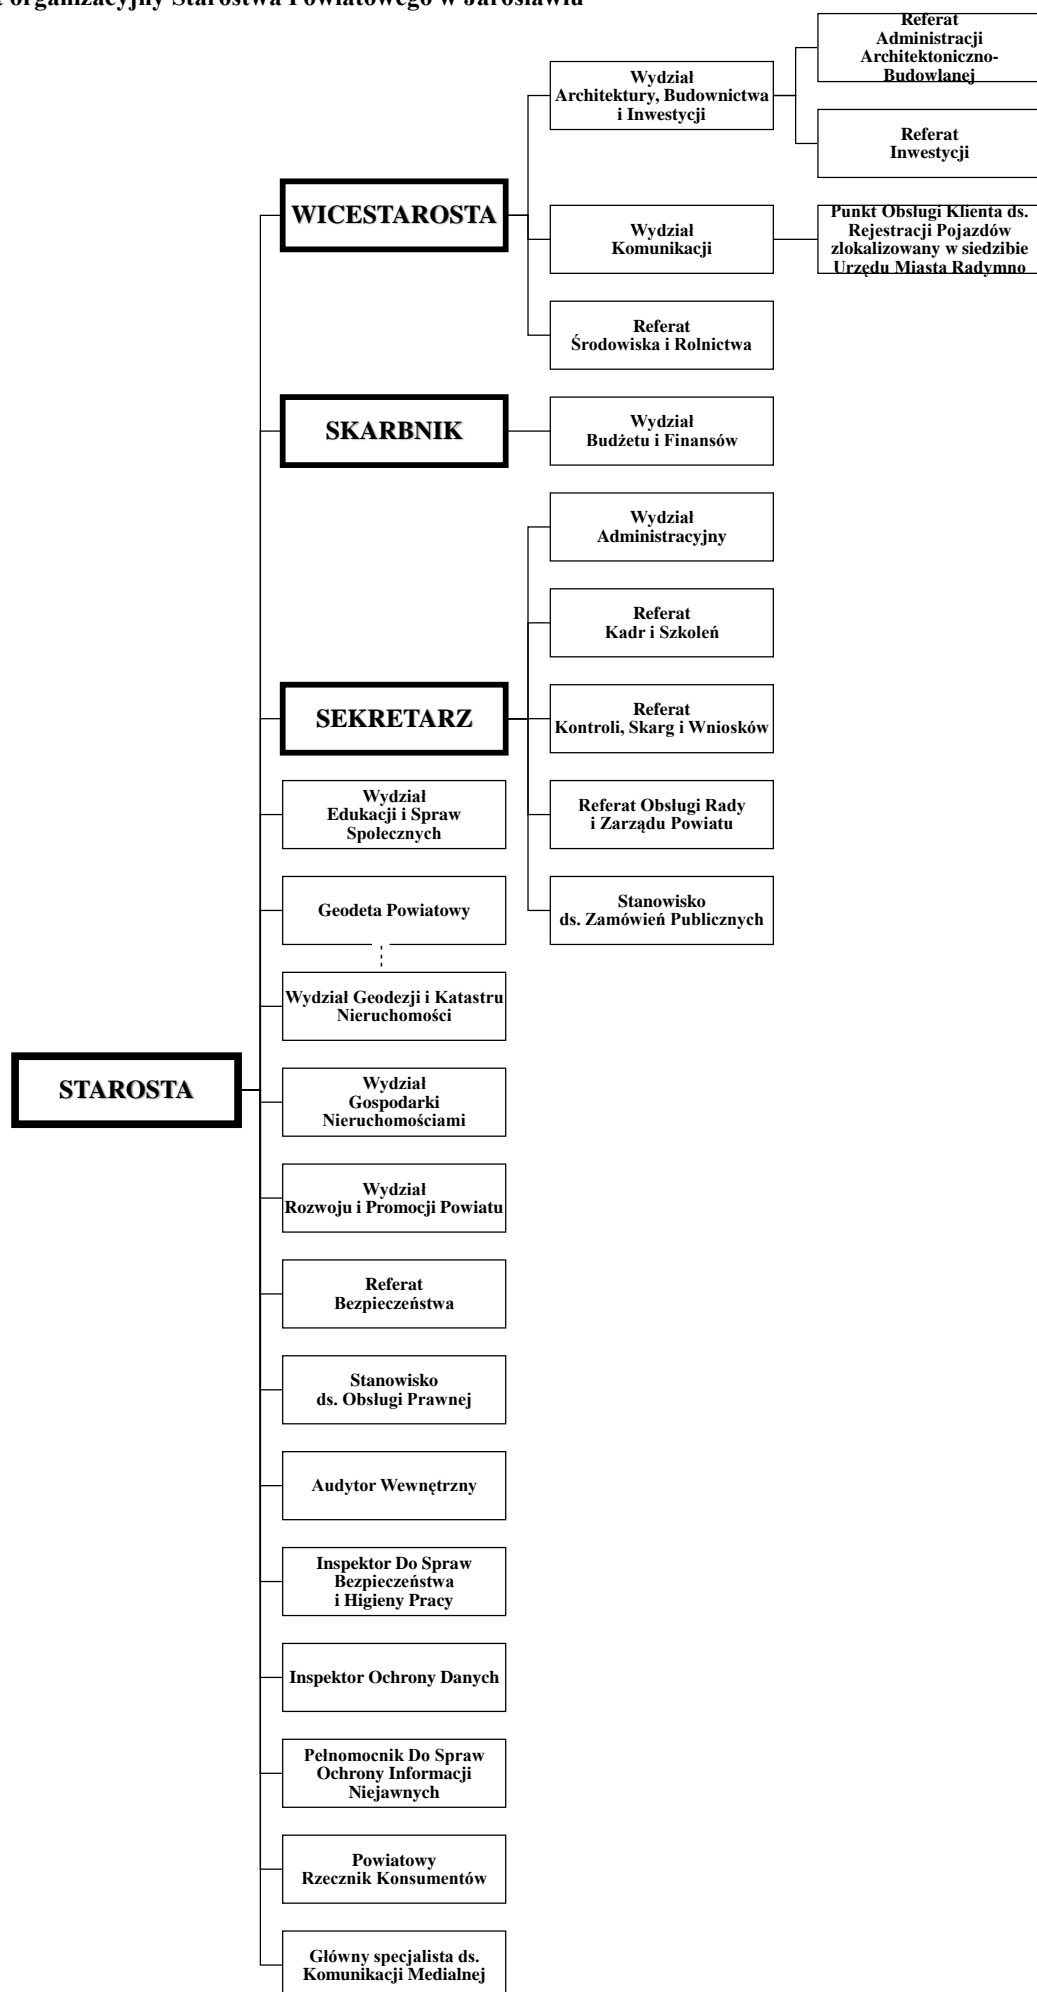 organizacyjny Starostwa Powiatowego w Jarosławiu
Referat
Administracji
Architektoniczno-
Budowlanej
Wydział
Architektury, Budownictwa
i Inwestycji
Referat
Inwestycji
WICESTAROSTA
Wydział
Komunikacji
Punkt Obsługi Klienta ds.
Rejestracji Pojazdów
zlokalizowany w siedzibie
Urzędu Miasta Radymno
Referat
Środowiska i Rolnictwa
SKARBNIK
Wydział
Budżetu i Finansów
Wydział
Administracyjny
Referat
Kadr i Szkoleń
SEKRETARZ
Referat
Kontroli, Skarg i Wniosków
Wydział
Edukacji i Spraw
Społecznych
Referat Obsługi Rady
i Zarządu Powiatu
Geodeta Powiatowy
Stanowisko
ds. Zamówień Publicznych
Wydział Geodezji i Katastru
Nieruchomości
STAROSTA
Wydział
Gospodarki
Nieruchomościami
Wydział
Rozwoju i Promocji Powiatu
Referat
Bezpieczeństwa
Stanowisko
ds. Obsługi Prawnej
Audytor Wewnętrzny
Inspektor Do Spraw
Bezpieczeństwa
i Higieny Pracy
Inspektor Ochrony Danych
Pełnomocnik Do Spraw
Ochrony Informacji
Niejawnych
Powiatowy
Rzecznik Konsumentów
Główny specjalista ds.
Komunikacji Medialnej